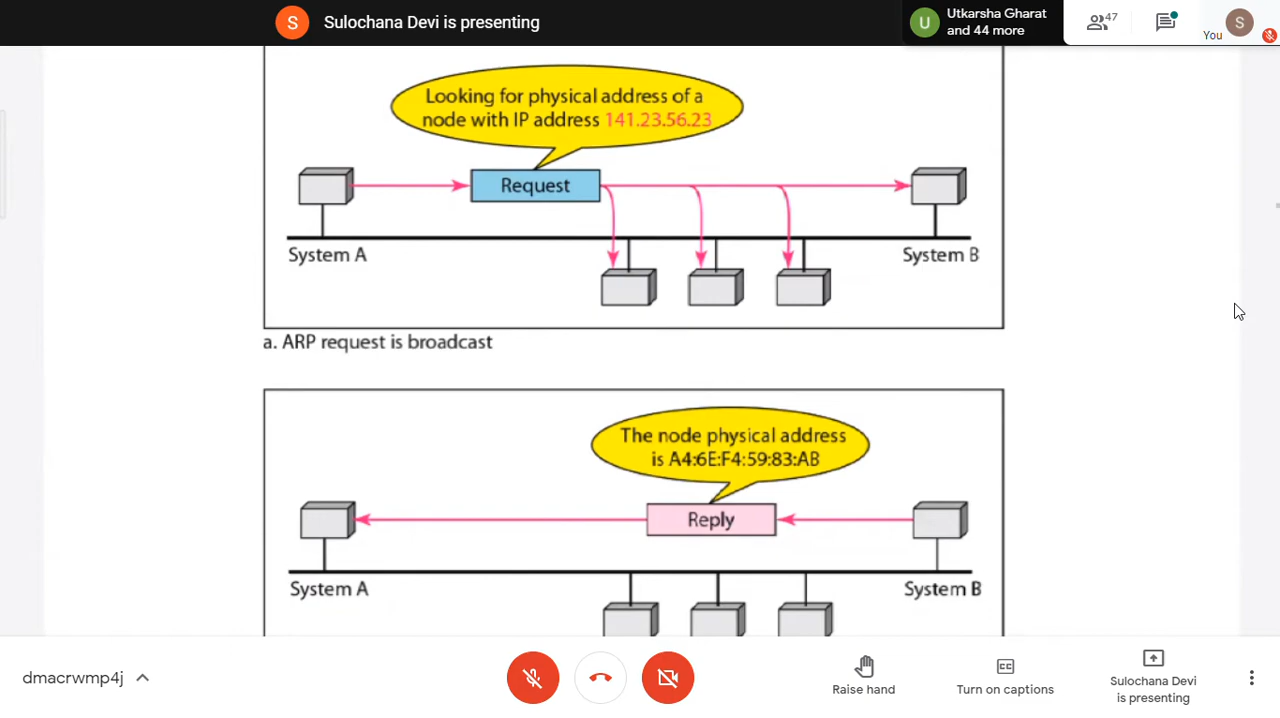 S
Sulochana Devi is presenting
U
Utkarsha Gharat
and 44 more
47
You
S
Looking for physical address of a
node with IP address 141.23.56.23
Request
System A
System B
a. ARP request is broadcast
The node physical address
is A4:6E:F4:59:83:AB
Reply
System A
System B
dmacrwmp4j
Raise hand
CC
Turn on captions
Sulochana Devi
is presenting